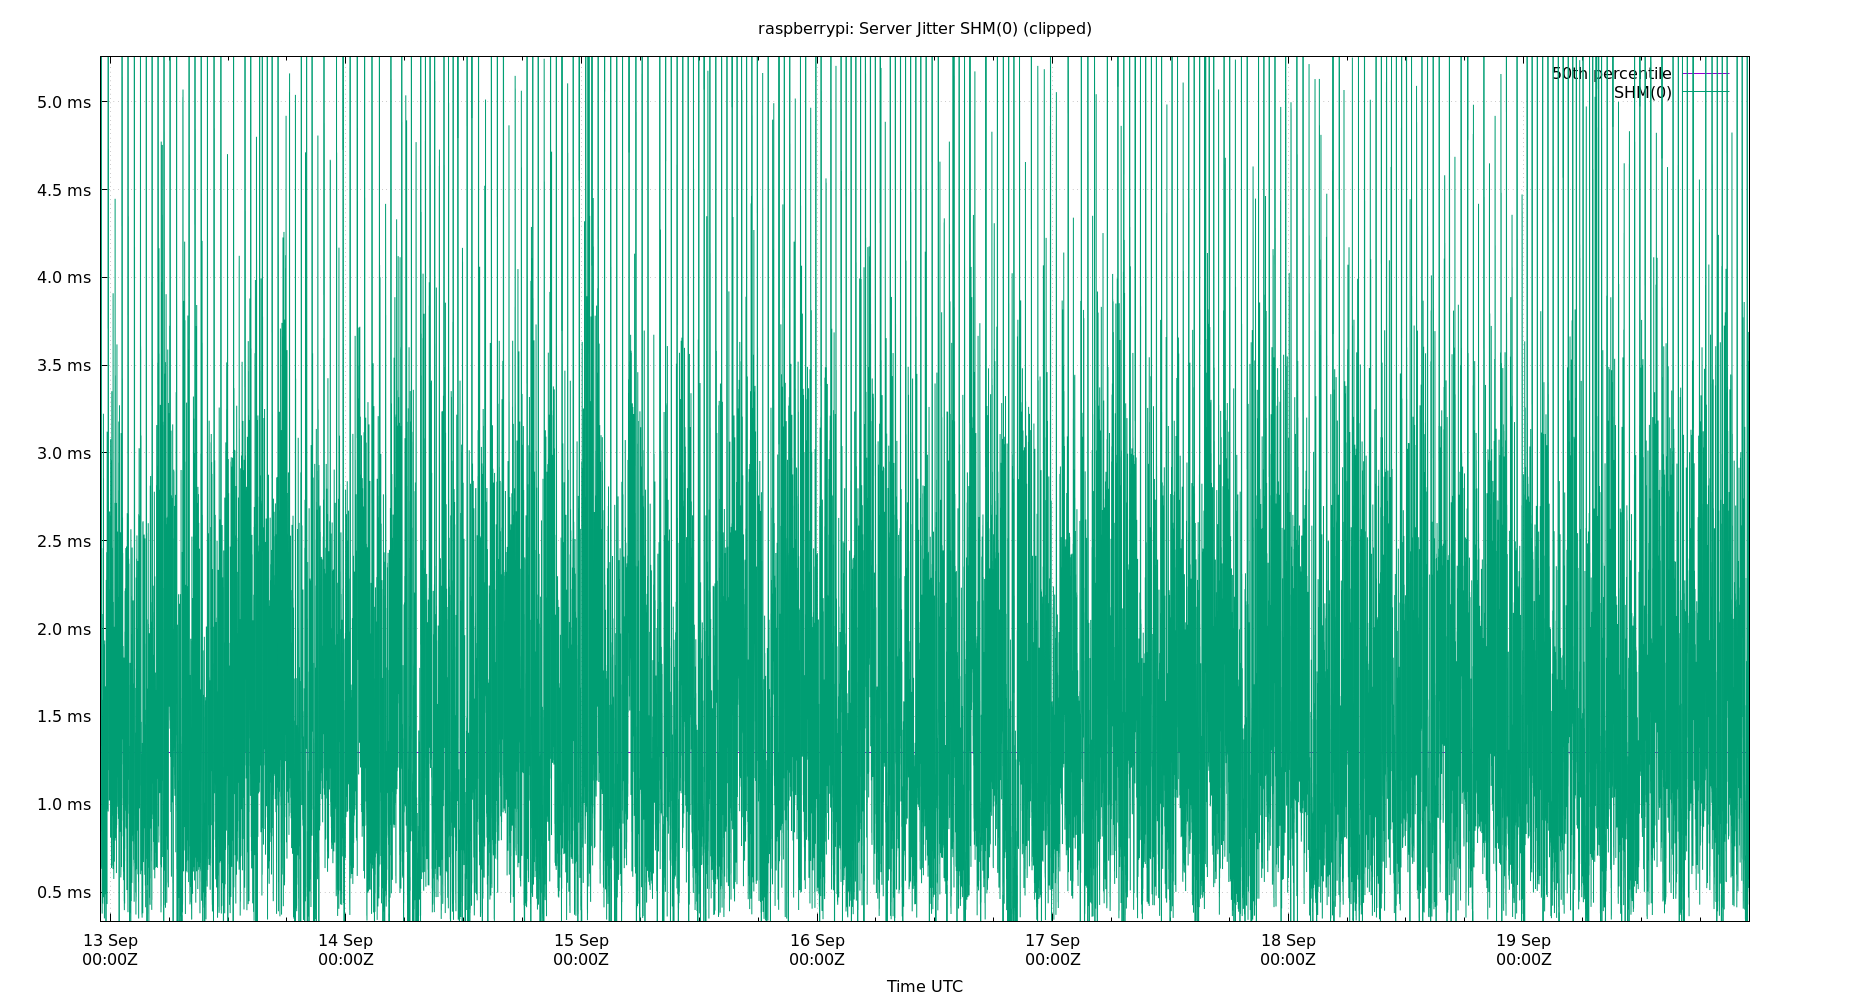 raspberrypi: Server Jitter SHM(0) (clipped)
50th percentile
SHM(0)
5.0 ms
4.5 ms
4.0 ms
3.5 ms
3.0 ms
2.5 ms
2.0 ms
1.5 ms
1.0 ms
0.5 ms
13 Sep 14 Sep 15 Sep 16 Sep 17 Sep 18 Sep 19 Sep
00:00Z 00:00Z 00:00Z 00:00Z 00:00Z 00:00Z 00:00Z
Time UTC